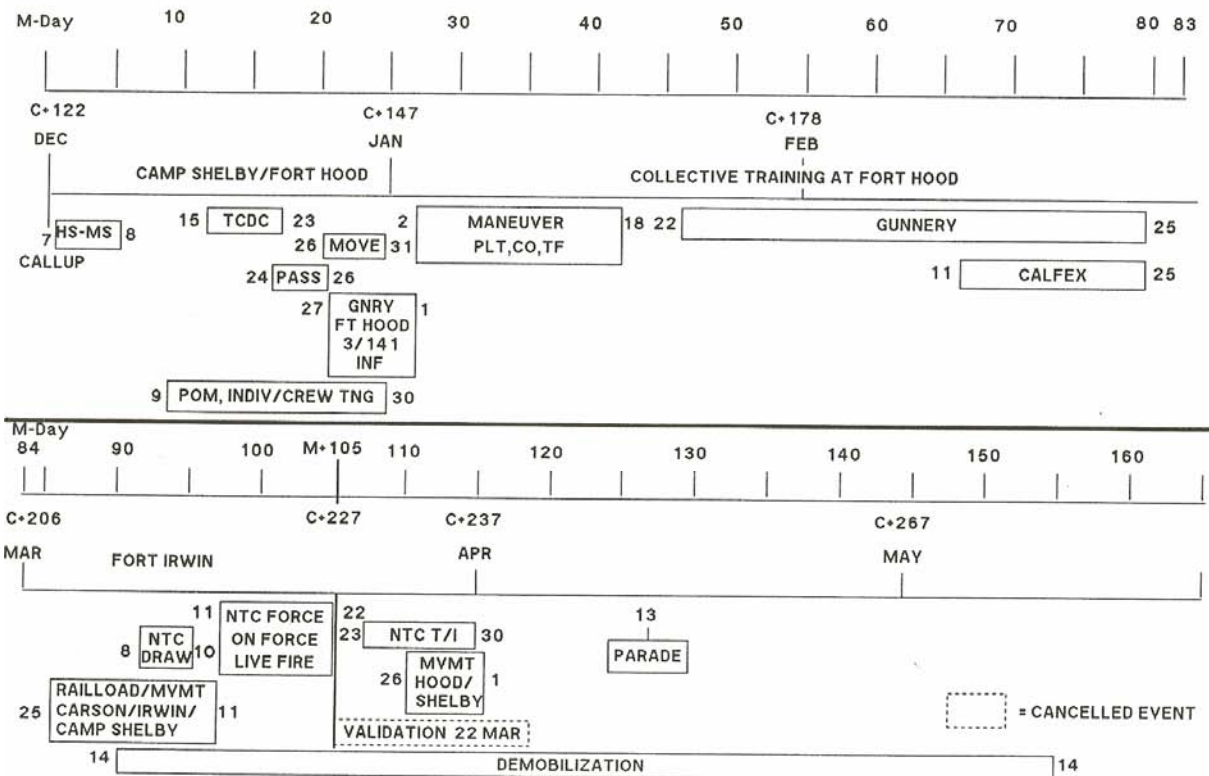 M-Day 10 20 30 40 50 60 70 80 83
C+122 C+147 C+178
DEC JAN FEB
CAMP SHELBY/FORT HOOD COLLECTIVE TRAINING AT FORT HOOD
7 HS-MS 8 15 TCDC 23 2 MANEUVER 18 22 GUNNERY 25
CALLUP 26 MOVE 31 PLT,CO,TF
24 PASS 26 11 CALFEX 25
27 GNRY 1
FT HOOD
3/141
INF
9 POM, INDIV/CREW TNG 30
M-Day
84 90 100 M+105 110 120 130 140 150 160
C+206 C+227 C+237 C+267
MAR FORT IRWIN APR MAY
11 NTC FORCE 22 13
8 NTC 10 ON FORCE 23 NTC T/I 30
DRAW LIVE FIRE PARADE
25 RAILLOAD/MVMT 11 26 MVMT 1
CARSON/IRWIN/ HOOD/
CAMP SHELBY SHELBY
VALIDATION 22 MAR = CANCELLED EVENT
14 DEMOBILIZATION 14